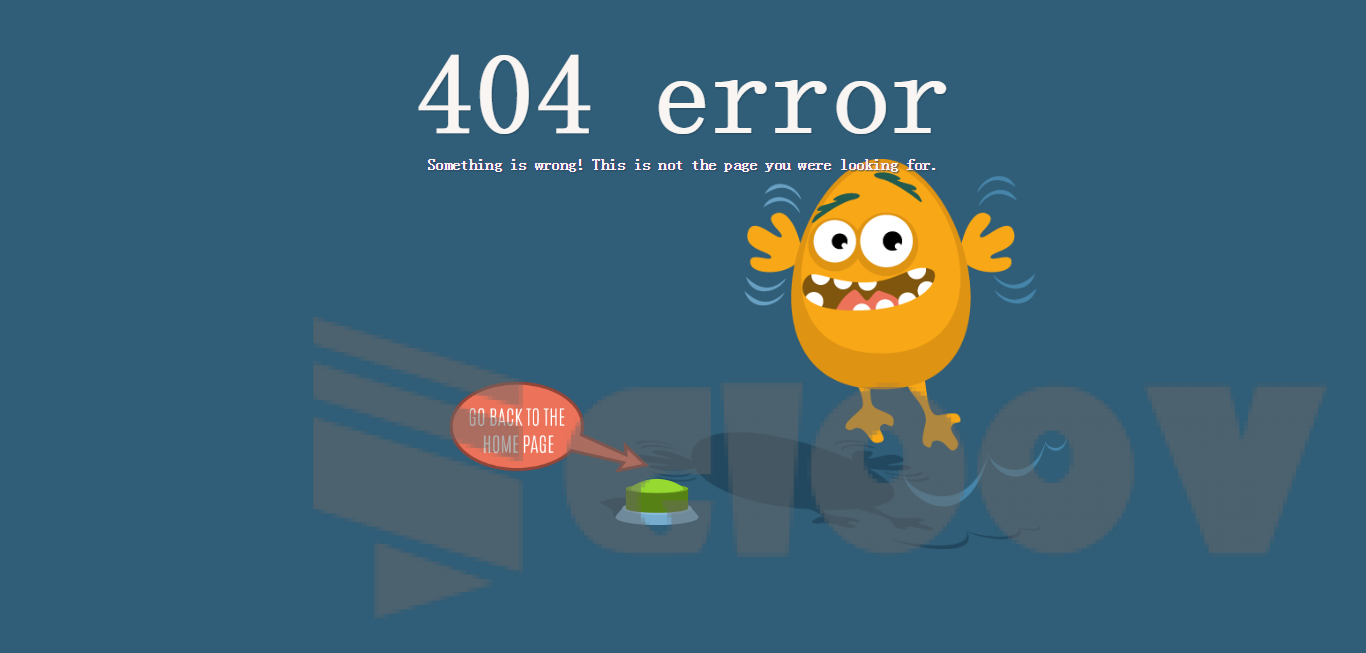 404 error
Something is wrong! This is not the page you were looking for.
GO BACK TO THE
HOME PAGE
cloov